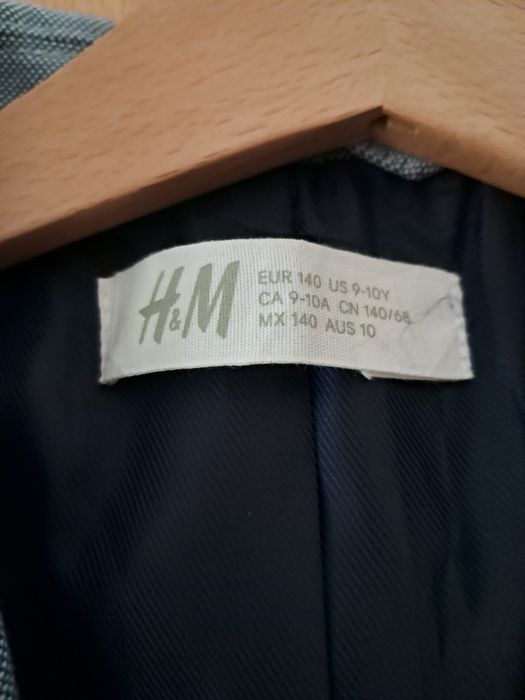 H&M
EUR 140 US 9-10Y
CA 9-10A CN 140/68
MX 140 AUS 10